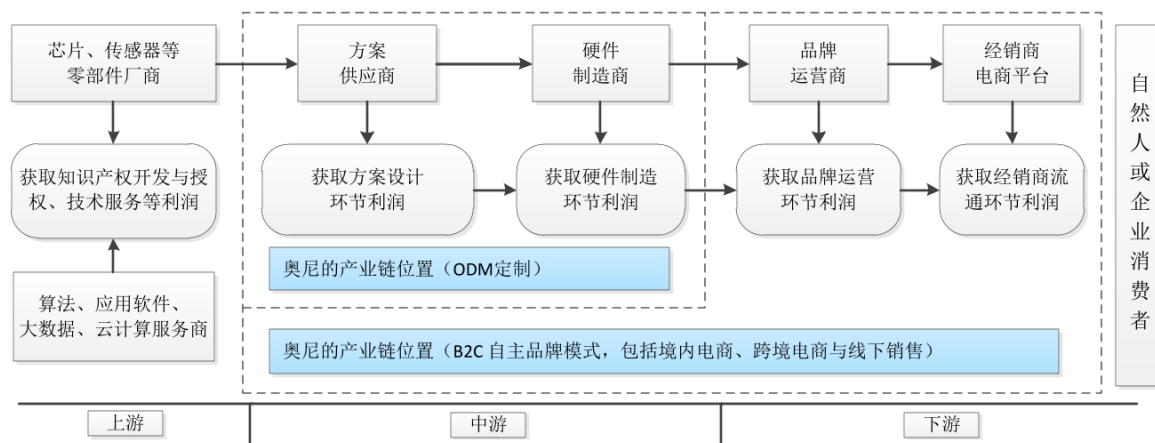 芯片、传感器等
零部件厂商
方案
供应商
硬件
制造商
品牌
运营商
经销商
电商平台
获取知识产权开发与授
权、技术服务等利润
获取方案设计
环节利润
获取硬件制造
环节利润
获取品牌运营
环节利润
获取经销商流
通环节利润
算法、应用软件、
大数据、云计算服务商
奥尼的产业链位置（ODM定制）
奥尼的产业链位置（B2C 自主品牌模式，包括境内电商、跨境电商与线下销售）
自然人或企业消费者
上游
中游
下游